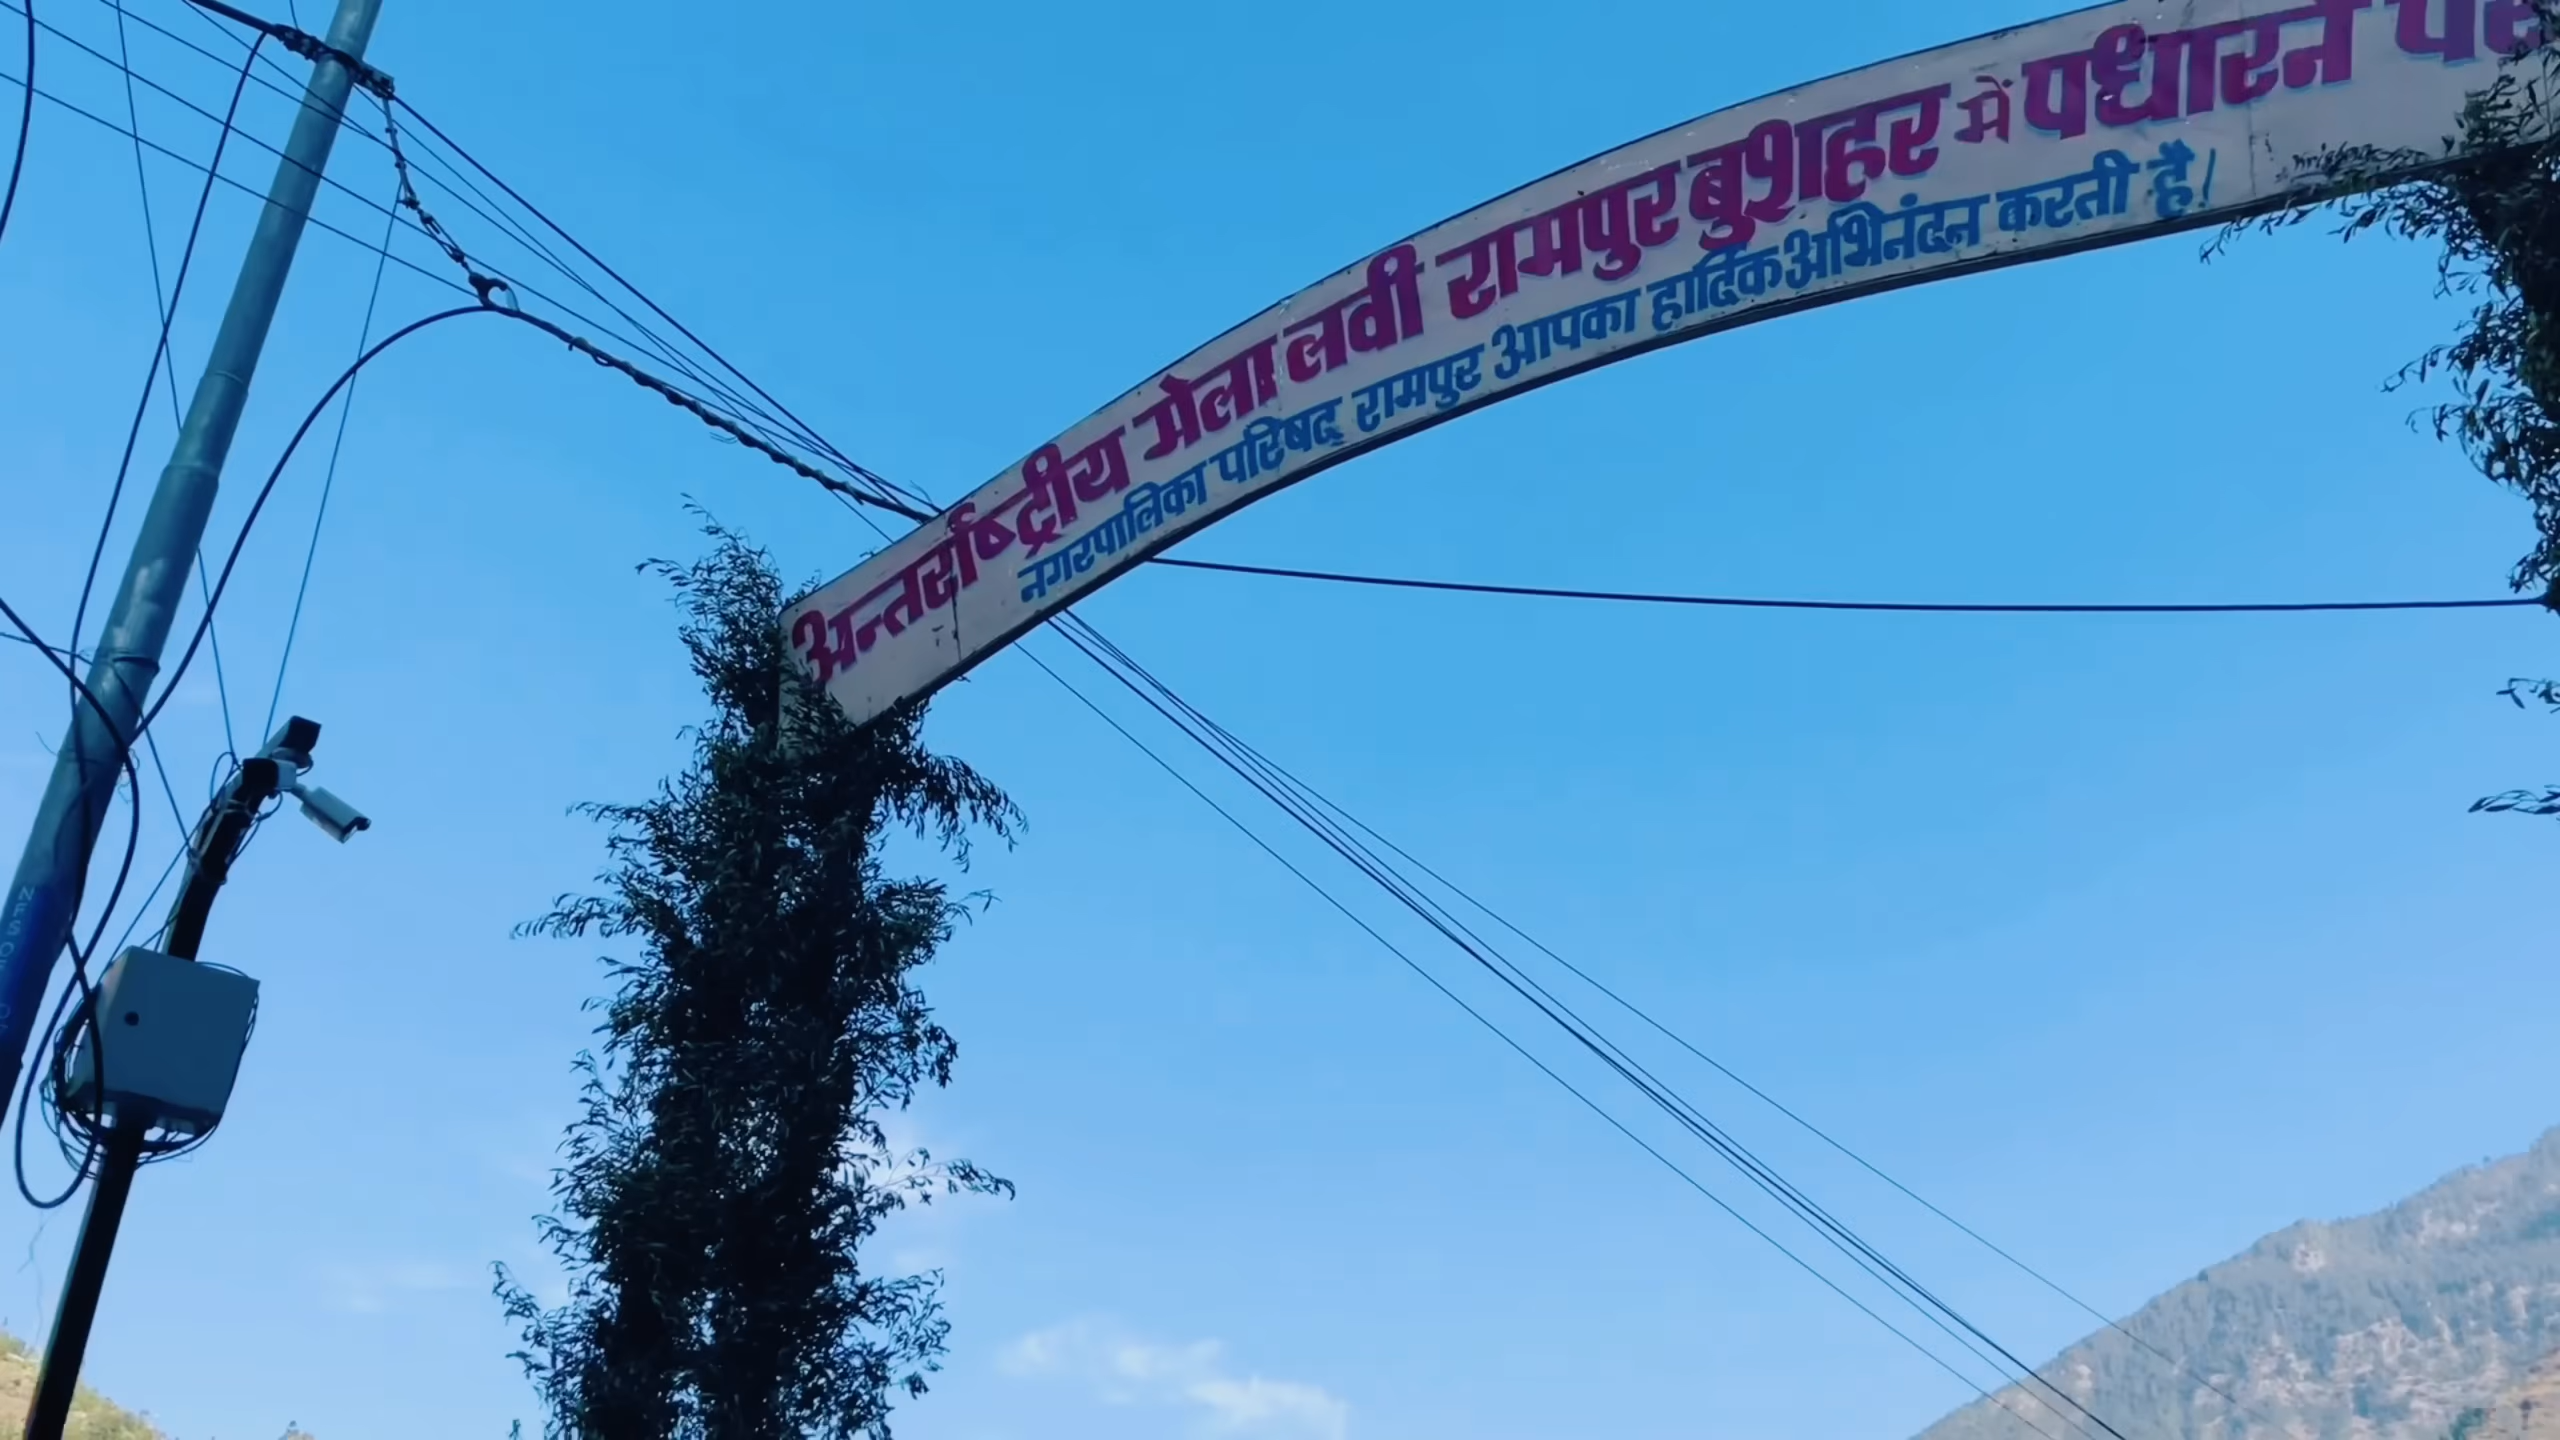 अन्तर्राष्ट्रीय मेला लवी रामपुर बुशहर में पधारने पर
नगरपालिका परिषद् रामपुर आपका हार्दिक अभिनंदन करती है!